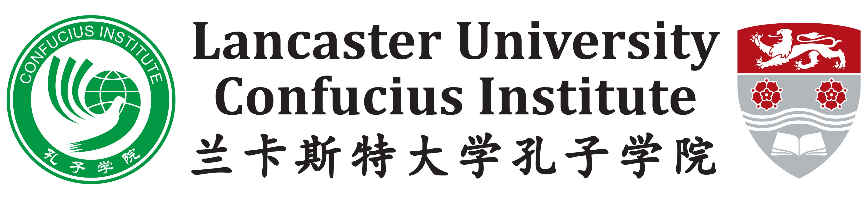 CONFUCIUS INSTITUTE
孔子学院
Lancaster University
Confucius Institute
兰卡斯特大学孔子学院